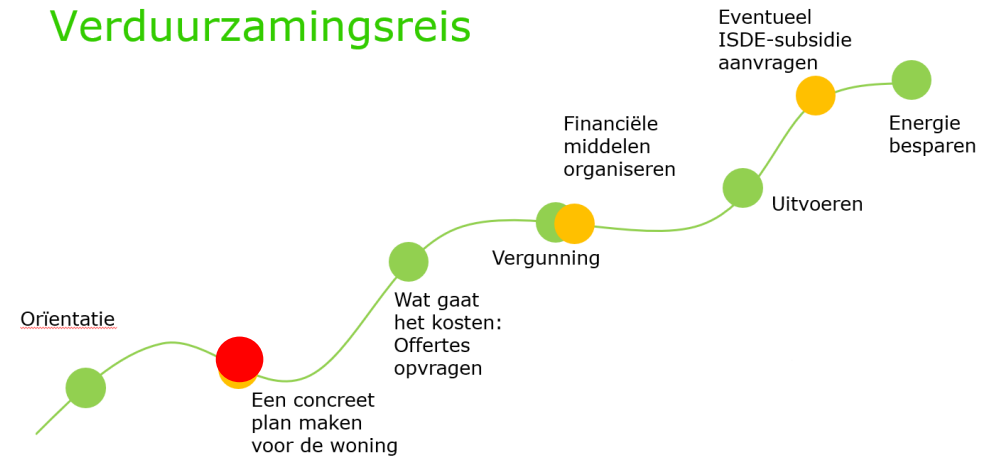 Verduurzamingsreis
Orïentatie
Een concreet
plan maken
voor de woning
Wat gaat
het kosten:
Offertes
opvragen
Vergunning
Financiële
middelen
organiseren
Uitvoeren
Eventueel
ISDE-subsidie
aanvragen
Energie
besparen